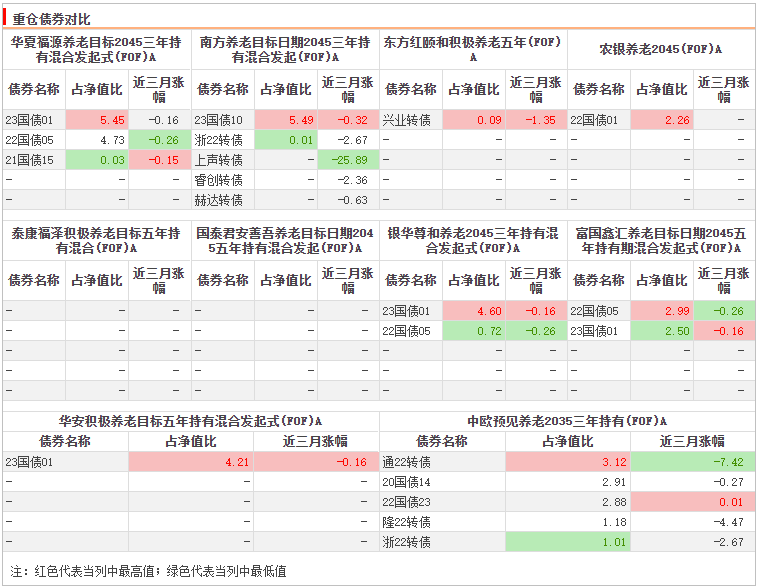 重仓债券对比
华夏福源养老目标2045三年持 南方养老目标日期2045三年持 东方红颐和积极养老五年(FOF) 农银养老2045(FOF)A
有混合发起式(FOF)A 有混合发起(FOF)A A
债券名称 占净值比 近三月涨幅 债券名称 占净值比 近三月涨幅 债券名称 占净值比 近三月涨幅 债券名称 占净值比 近三月涨幅
23国债01 5.45 -0.16 23国债10 5.49 -0.32 兴业转债 0.09 -1.35 22国债01 2.26 -
22国债05 4.73 -0.26 浙22转债 0.01 -2.67 - - - - - -
21国债15 0.03 -0.15 上声转债 - -25.89 - - - - - -
- - - 睿创转债 - -2.36 - - - - - -
- - - 赫达转债 - -0.63 - - - - - -
泰康福泽积极养老目标五年持 国泰君安善吾养老目标日期204 银华尊和养老2045三年持有混 富国鑫汇养老目标日期2045五
有混合(FOF)A 5五年持有混合发起(FOF)A 合发起式(FOF)A 年持有期混合发起式(FOF)A
债券名称 占净值比 近三月涨幅 债券名称 占净值比 近三月涨幅 债券名称 占净值比 近三月涨幅 债券名称 占净值比 近三月涨幅
- - - - - - 23国债01 4.60 -0.16 22国债05 2.99 -0.26
- - - - - - 22国债05 0.72 -0.26 23国债01 2.50 -0.16
- - - - - - - - - - - -
- - - - - - - - - - - -
- - - - - - - - - - - -
华安积极养老目标五年持有混合发起式(FOF)A 中欧预见养老2035三年持有(FOF)A
债券名称 占净值比 近三月涨幅 债券名称 占净值比 近三月涨幅
23国债01 4.21 -0.16 通22转债 3.12 -7.42
- - - 20国债14 2.91 -0.27
- - - 22国债23 2.88 0.01
- - - 隆22转债 1.18 -4.47
- - - 浙22转债 1.01 -2.67
注：红色代表当列中最高值；绿色代表当列中最低值